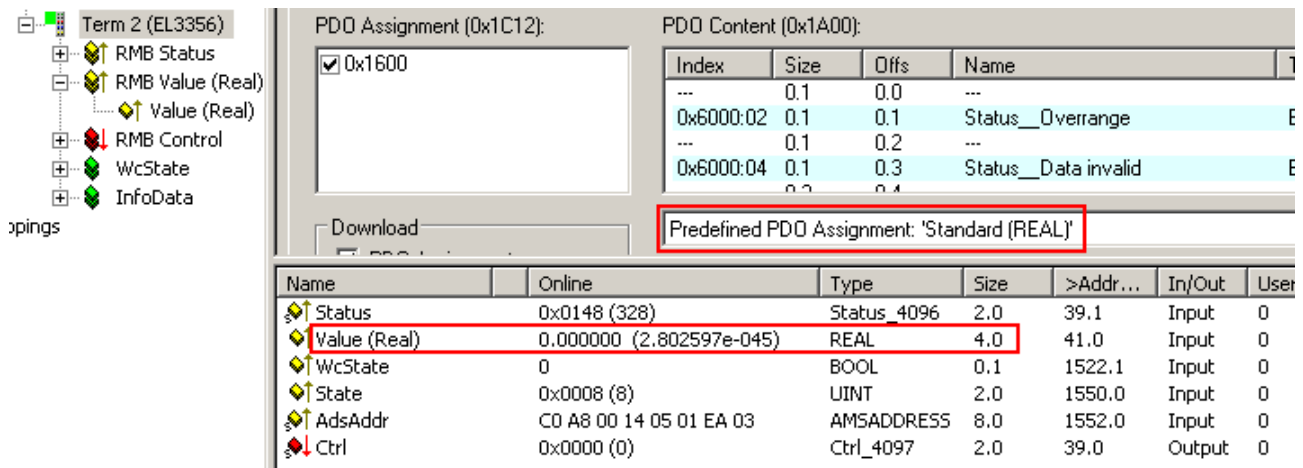 Term 2 (EL3356)
RMB Status
RMB Value (Real)
Value (Real)
RMB Control
WcState
InfoData
ppings
PDO Assignment (0x1C12):
0x1600
Download
PDO Content (0x1A00):
Index Size Offs Name T
--- 0.1 0.0 ---
0x6000:02 0.1 0.1 Status__Overrange E
--- 0.1 0.2 ---
0x6000:04 0.1 0.3 Status__Data invalid E
Predefined PDO Assignment: 'Standard (REAL)'
Name Online Type Size >Addr... In/Out User
Status 0x0148 (328) Status_4096 2.0 39.1 Input 0
Value (Real) 0.000000 (2.802597e-045) REAL 4.0 41.0 Input 0
WcState 0 BOOL 0.1 1522.1 Input 0
State 0x0008 (8) UINT 2.0 1550.0 Input 0
AdsAddr C0 A8 00 14 05 01 EA 03 AMSADDRESS 8.0 1552.0 Input 0
Ctrl 0x0000 (0) Ctrl_4097 2.0 39.0 Output 0